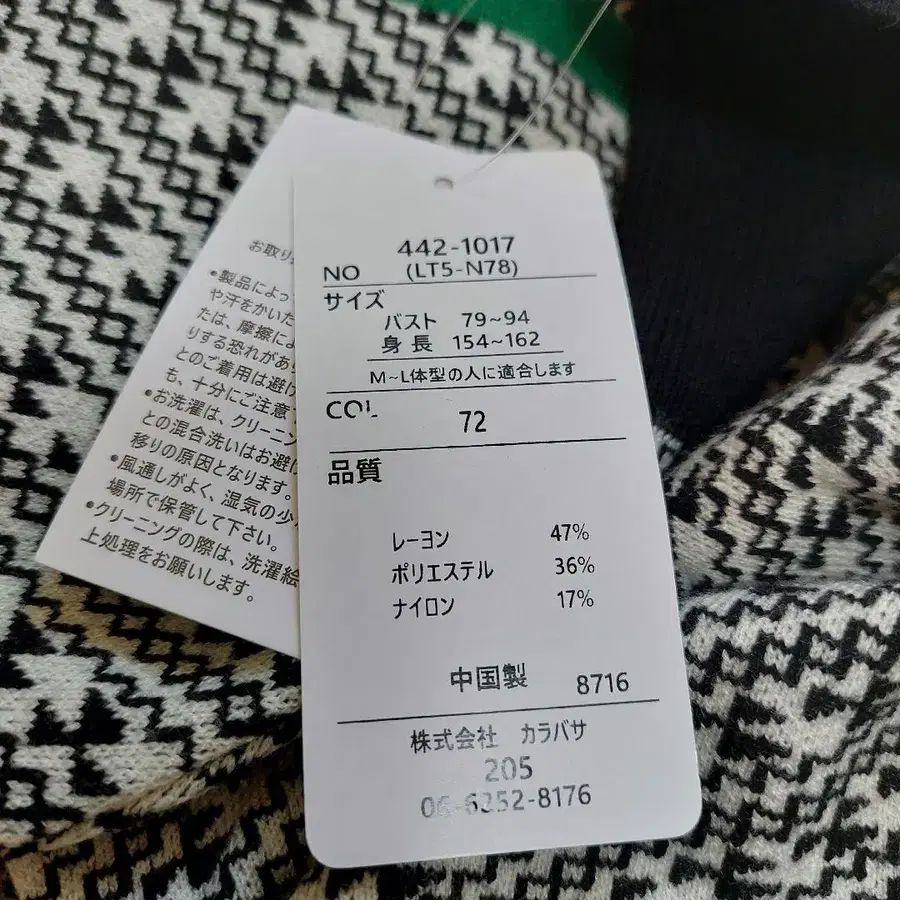 442-1017
NO (LT5-N78)
サイズ
バスト 79~94
身長 154~162
M~L体型の人に適合します
COL
72
品質
レーヨン 47%
ポリエステル 36%
ナイロン 17%
中国製 8716
株式会社 カラバサ
205
06-6252-8176
お取り
•製品によっ
や汗をかいた
たは、摩擦によ
りする恐れがあ
とのご着用は避け
も、十分にご注意
•お洗濯は、クリーニン
との混合洗いはお避け
移りの原因となります。
•風通しがよく、湿気の少
場所で保管して下さい。
•クリーニングの際は、洗濯絵
上処理をお願いします。